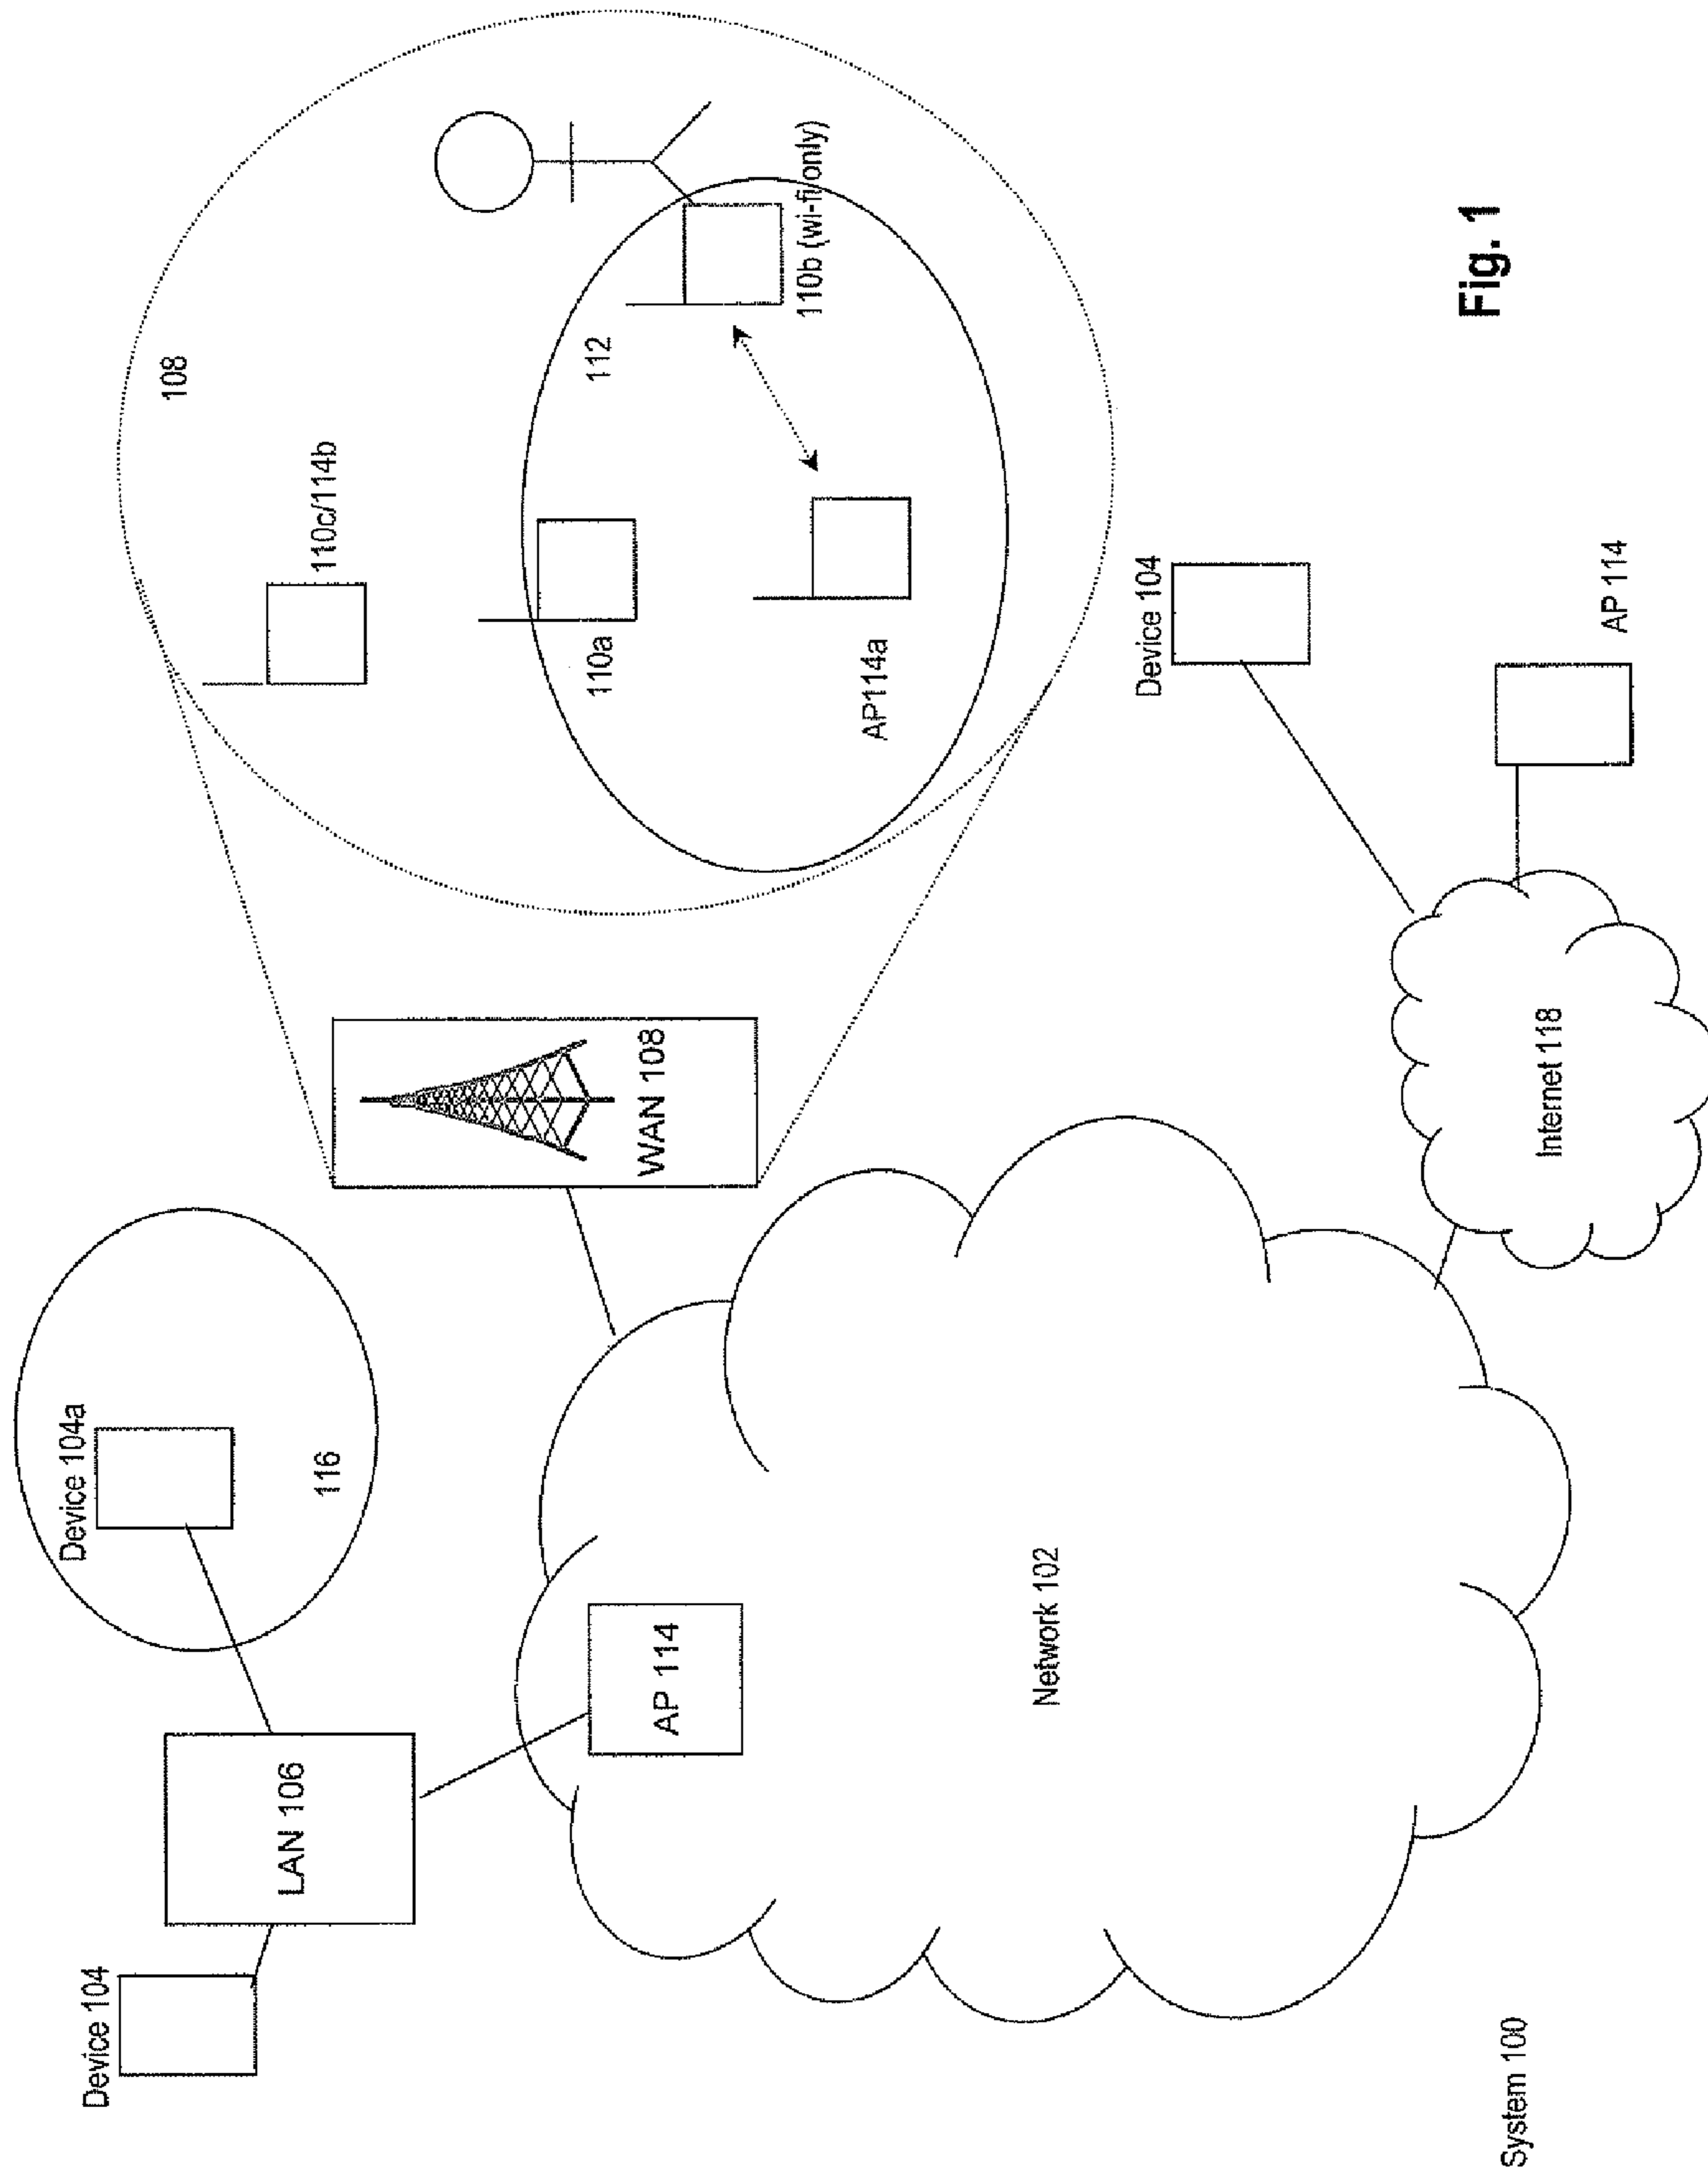 Device 104
LAN 106
Device 104a
116
AP 114
Network 102
WAN 108
108
110c/114b
110a
112
110b (wi-fi/only)
AP114a
Device 104
AP 114
Internet 118
System 100
Fig. 1